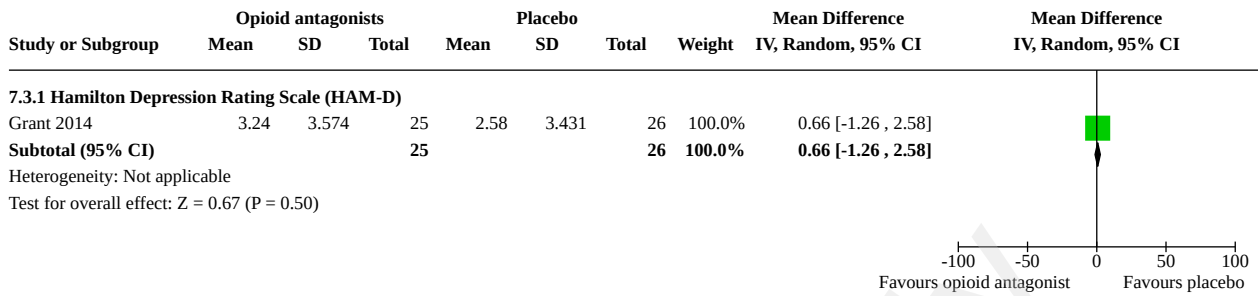 Opioid antagonists Placebo Mean Difference Mean Difference
Study or Subgroup Mean SD Total Mean SD Total Weight IV, Random, 95% CI IV, Random, 95% CI
7.3.1 Hamilton Depression Rating Scale (HAM-D)
Grant 2014 3.24 3.574 25 2.58 3.431 26 100.0% 0.66 [-1.26 , 2.58]
Subtotal (95% CI) 25 26 100.0% 0.66 [-1.26 , 2.58]
Heterogeneity: Not applicable
Test for overall effect: Z = 0.67 (P = 0.50)
-100 -50 0 50 100
Favours opioid antagonist Favours placebo